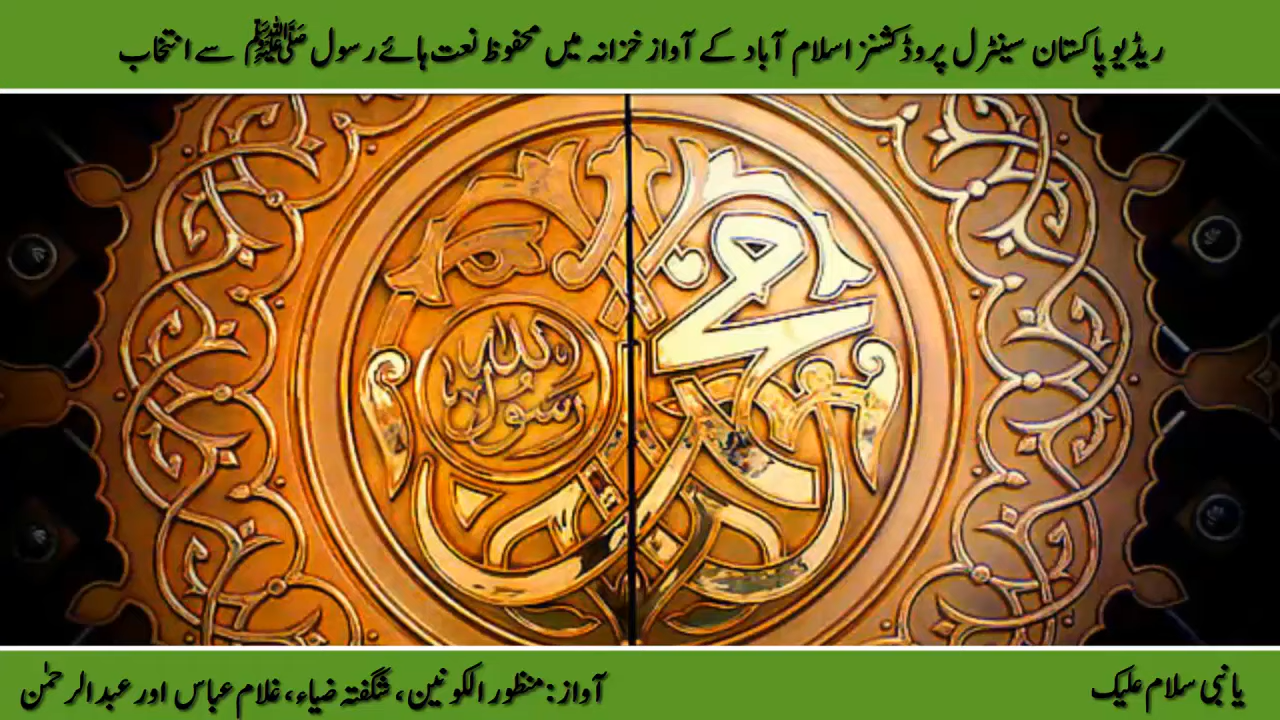 ریڈیو پاکستان سینٹرل پروڈکشنز اسلام آباد کے آواز خزانہ میں محفوظ نعت ہائے رسول ﷺ سے انتخاب
محمد
رسول الله
یا نبی سلام علیک
آواز: منظور الکونین، شگفتہ ضیاء، غلام عباس اور عبدالرحمٰن